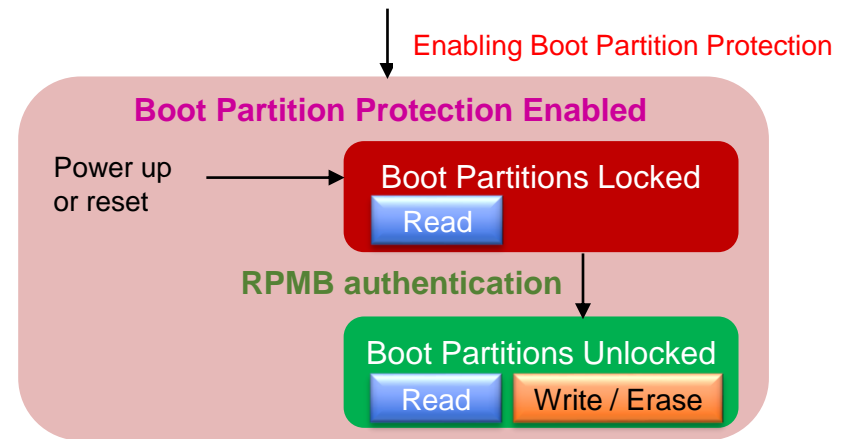 Enabling Boot Partition Protection
Boot Partition Protection Enabled
Power up
or reset
Boot Partitions Locked
Read
RPMB authentication
Boot Partitions Unlocked
Read
Write / Erase